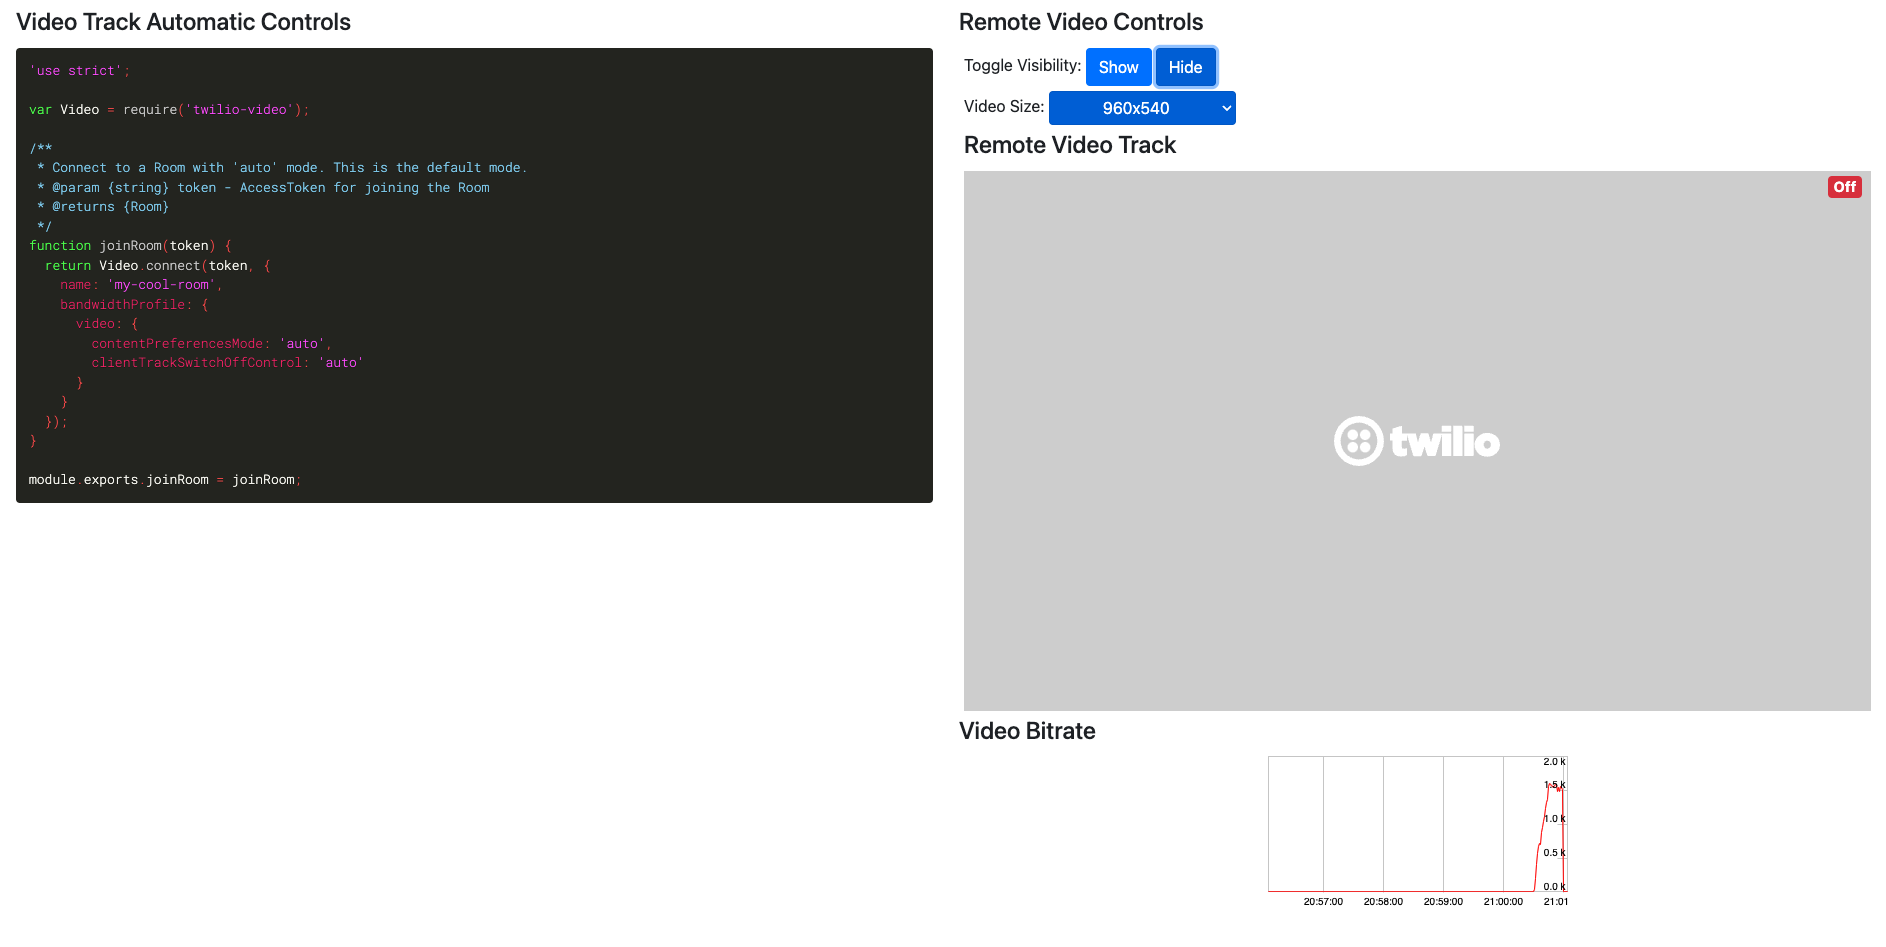 Video Track Automatic Controls
'use strict';
var Video = require('twilio-video');
/**
 * Connect to a Room with 'auto' mode. This is the default mode.
 * @param {string} token - AccessToken for joining the Room
 * @returns {Room}
 */
function joinRoom(token) {
  return Video.connect(token, {
    name: 'my-cool-room',
    bandwidthProfile: {
      video: {
        contentPreferencesMode: 'auto',
        clientTrackSwitchOffControl: 'auto'
      }
    }
  });
}
module.exports.joinRoom = joinRoom;
Remote Video Controls
Toggle Visibility: Show Hide
Video Size: 960x540
Remote Video Track
Off
twilio
Video Bitrate
2.0 k
1.5 k
1.0 k
0.5 k
0.0 k
20:57:00 20:58:00 20:59:00 21:00:00 21:01